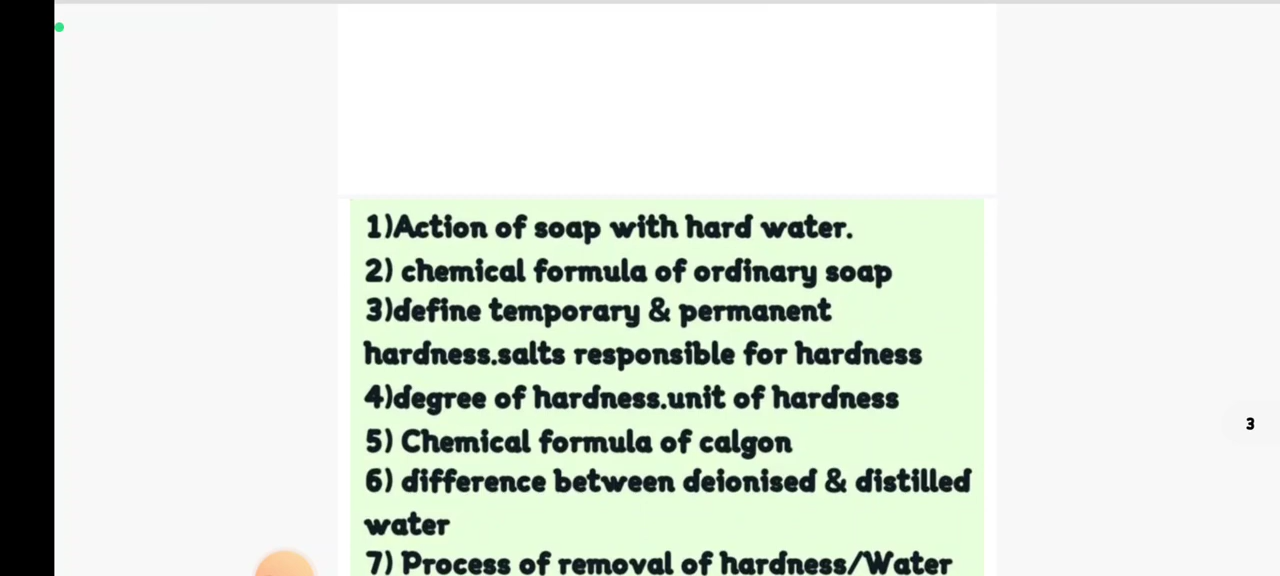 1)Action of soap with hard water.
2) chemical formula of ordinary soap
3)define temporary & permanent
hardness.salts responsible for hardness
4)degree of hardness.unit of hardness
5) Chemical formula of calgon
6) difference between deionised & distilled
water
7) Process of removal of hardness/Water
3